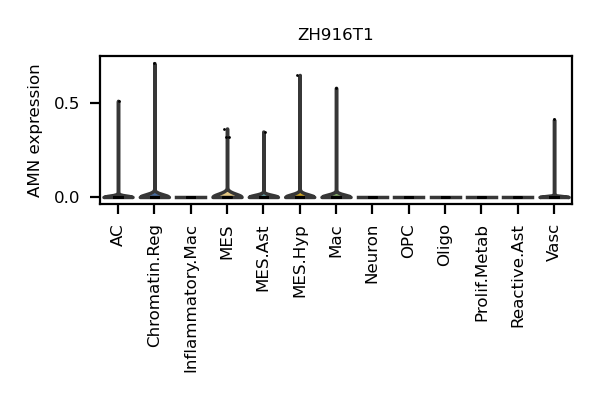 ZH916T1
AMN expression
0.5
0.0
AC
Chromatin.Reg
Inflammatory.Mac
MES
MES.Ast
MES.Hyp
Mac
Neuron
OPC
Oligo
Prolif.Metab
Reactive.Ast
Vasc